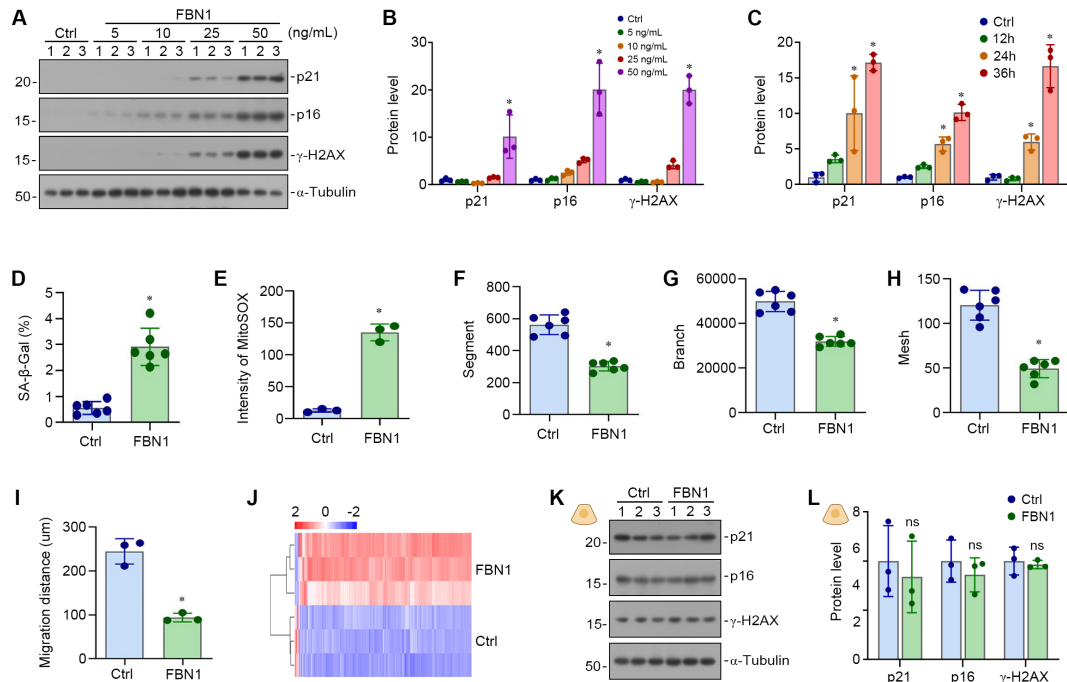 A
FBN1
Ctrl 5 10 25 50 (ng/mL)
1 2 3 1 2 3 1 2 3 1 2 3 1 2 3
20- -p21
15- -p16
15- -γ-H2AX
50- -α-Tubulin
B
Ctrl
5 ng/mL
10 ng/mL
25 ng/mL
50 ng/mL
Protein level
30
20
10
0
* * *
p21 p16 γ-H2AX
C
Ctrl
12h
24h
36h
Protein level
20
15
10
5
0
* * * * * *
p21 p16 γ-H2AX
D
SA-β-Gal (%)
5
4
3
2
1
0
*
Ctrl FBN1
E
Intensity of MitoSOX
200
150
100
50
0
*
Ctrl FBN1
F
Segment
800
600
400
200
0
*
Ctrl FBN1
G
Branch
60000
40000
20000
0
*
Ctrl FBN1
H
Mesh
150
100
50
0
*
Ctrl FBN1
I
Migration distance (um)
300
200
100
0
*
Ctrl FBN1
J
2 0 -2
FBN1
Ctrl
K
Ctrl FBN1
1 2 3 1 2 3
20- -p21
15- -p16
15- -γ-H2AX
50- -α-Tubulin
L
Ctrl
FBN1
Protein level
8
6
4
2
0
ns ns ns
p21 p16 γ-H2AX